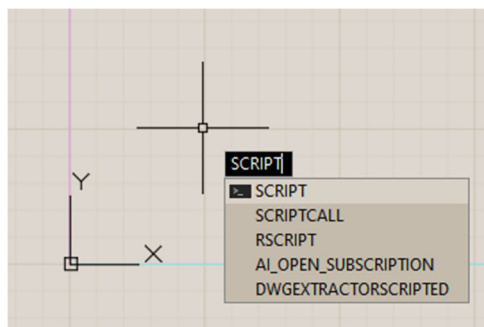 SCRIPT
Y
SCRIPT
SCRIPTCALL
X
RSCRIPT
AI_OPEN_SUBSCRIPTION
DWGEXTRACTORSCRIPTED